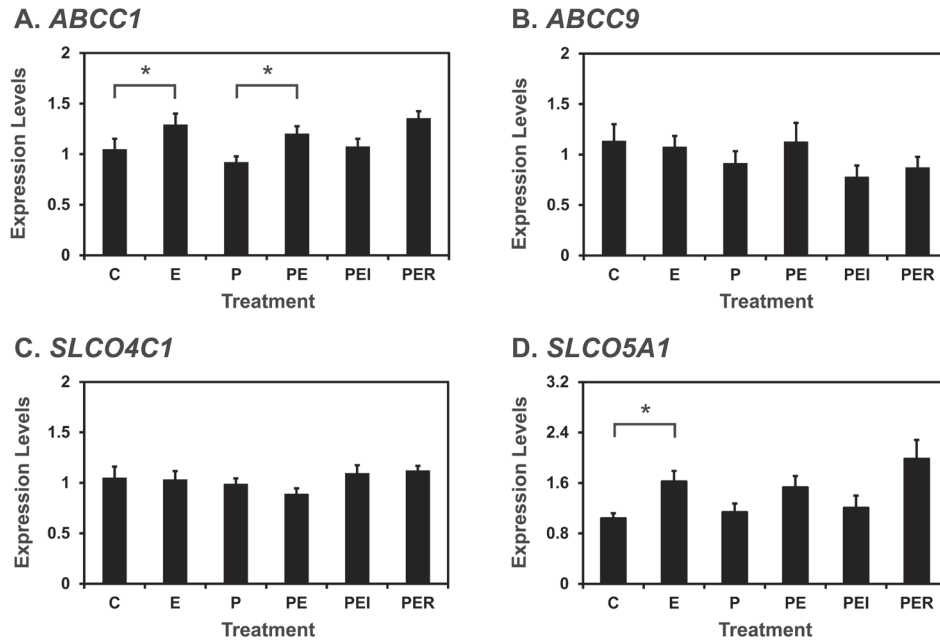 A. ABCC1
Expression Levels
2
1.5
1
0.5
0
*
*
C E P PE PEI PER
Treatment
B. ABCC9
Expression Levels
2
1.5
1
0.5
0
C E P PE PEI PER
Treatment
C. SLCO4C1
Expression Levels
2
1.5
1
0.5
0
C E P PE PEI PER
Treatment
D. SLCO5A1
Expression Levels
3.2
2.4
1.6
0.8
0
*
C E P PE PEI PER
Treatment